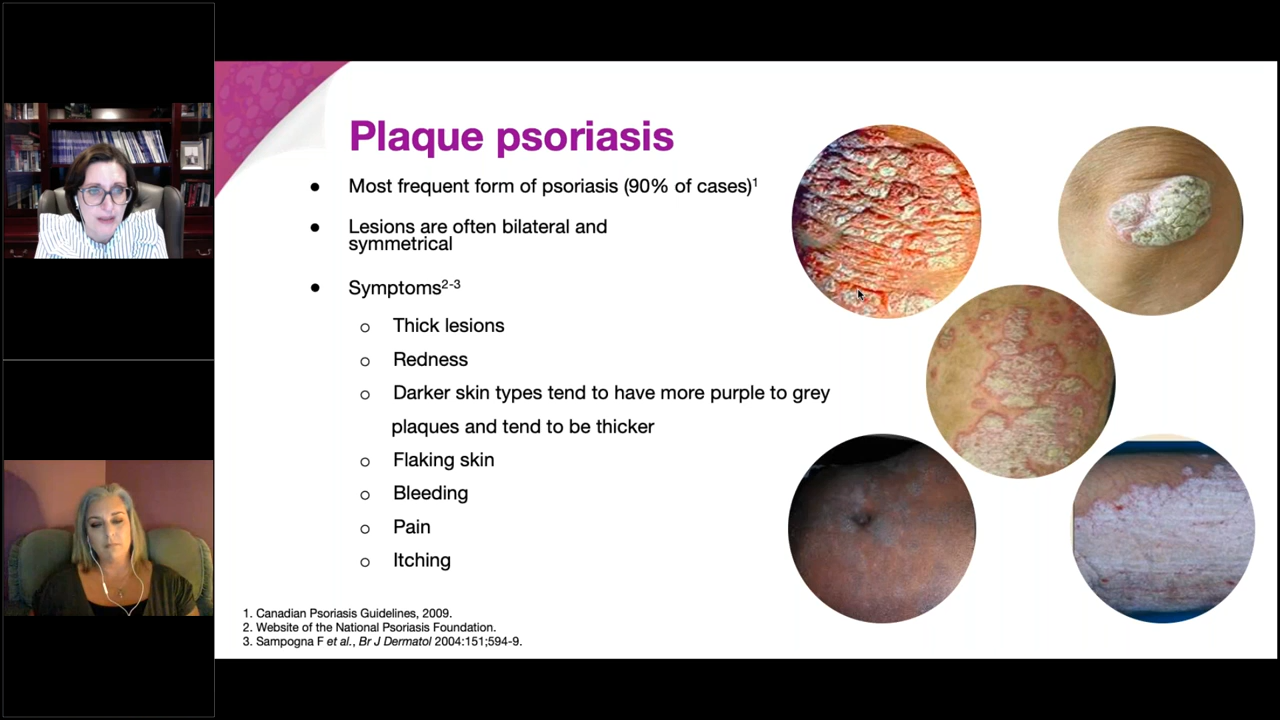 Plaque psoriasis
● Most frequent form of psoriasis (90% of cases)¹
● Lesions are often bilateral and
symmetrical
● Symptoms²⁻³
o Thick lesions
o Redness
o Darker skin types tend to have more purple to grey
plaques and tend to be thicker
o Flaking skin
o Bleeding
o Pain
o Itching
1. Canadian Psoriasis Guidelines, 2009.
2. Website of the National Psoriasis Foundation.
3. Sampogna F et al., Br J Dermatol 2004:151;594-9.